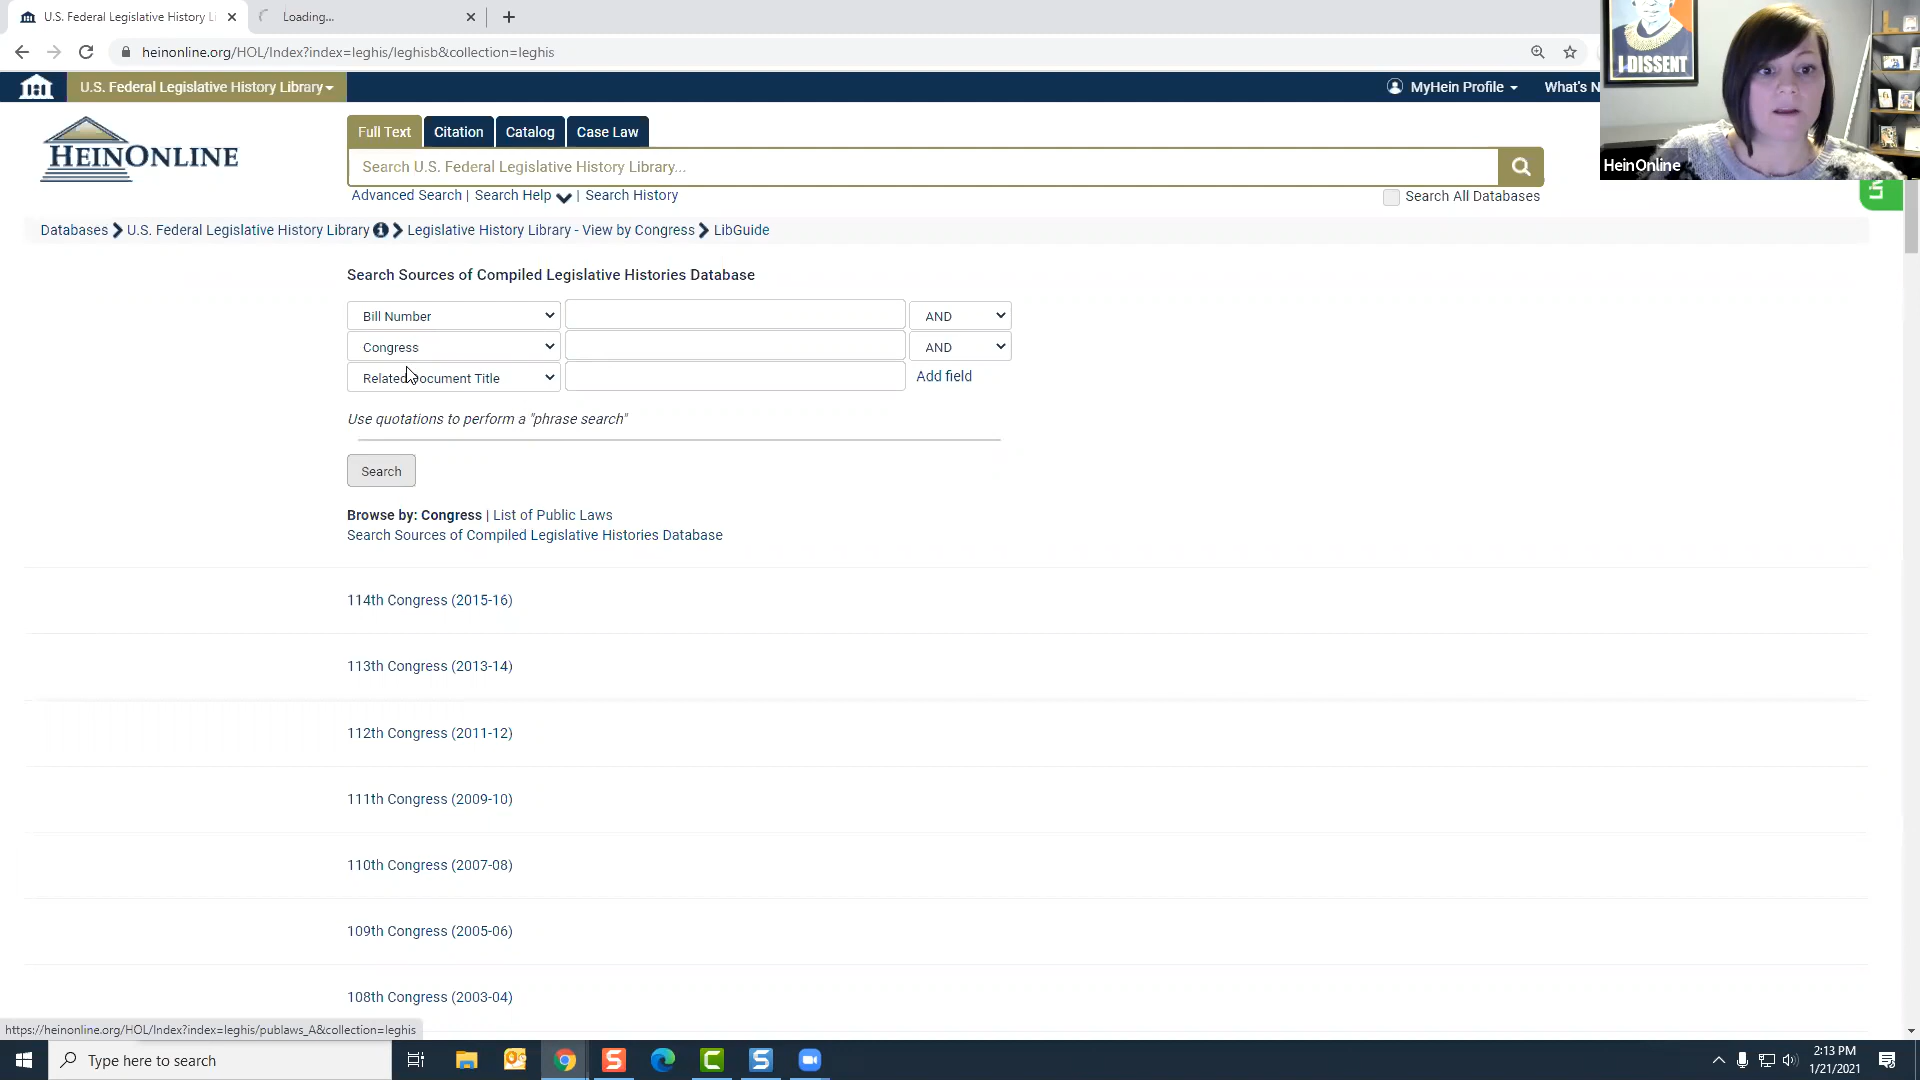 U.S. Federal Legislative History Li
Loading...
heinonline.org/HOL/Index?index=leghis/leghisb&collection=leghis
U.S. Federal Legislative History Library
MyHein Profile
What's N
I DISSENT
HeinOnline
HEINONLINE
Full Text
Citation
Catalog
Case Law
Search U.S. Federal Legislative History Library...
Advanced Search | Search Help | Search History
Search All Databases
Databases U.S. Federal Legislative History Library Legislative History Library - View by Congress LibGuide
Search Sources of Compiled Legislative Histories Database
Bill Number AND
Congress AND
Related Document Title Add field
Use quotations to perform a "phrase search"
Search
Browse by: Congress | List of Public Laws
Search Sources of Compiled Legislative Histories Database
114th Congress (2015-16)
113th Congress (2013-14)
112th Congress (2011-12)
111th Congress (2009-10)
110th Congress (2007-08)
109th Congress (2005-06)
108th Congress (2003-04)
https://heinonline.org/HOL/Index?index=leghis/publaws_A&collection=leghis
Type here to search
2:13 PM
1/21/2021